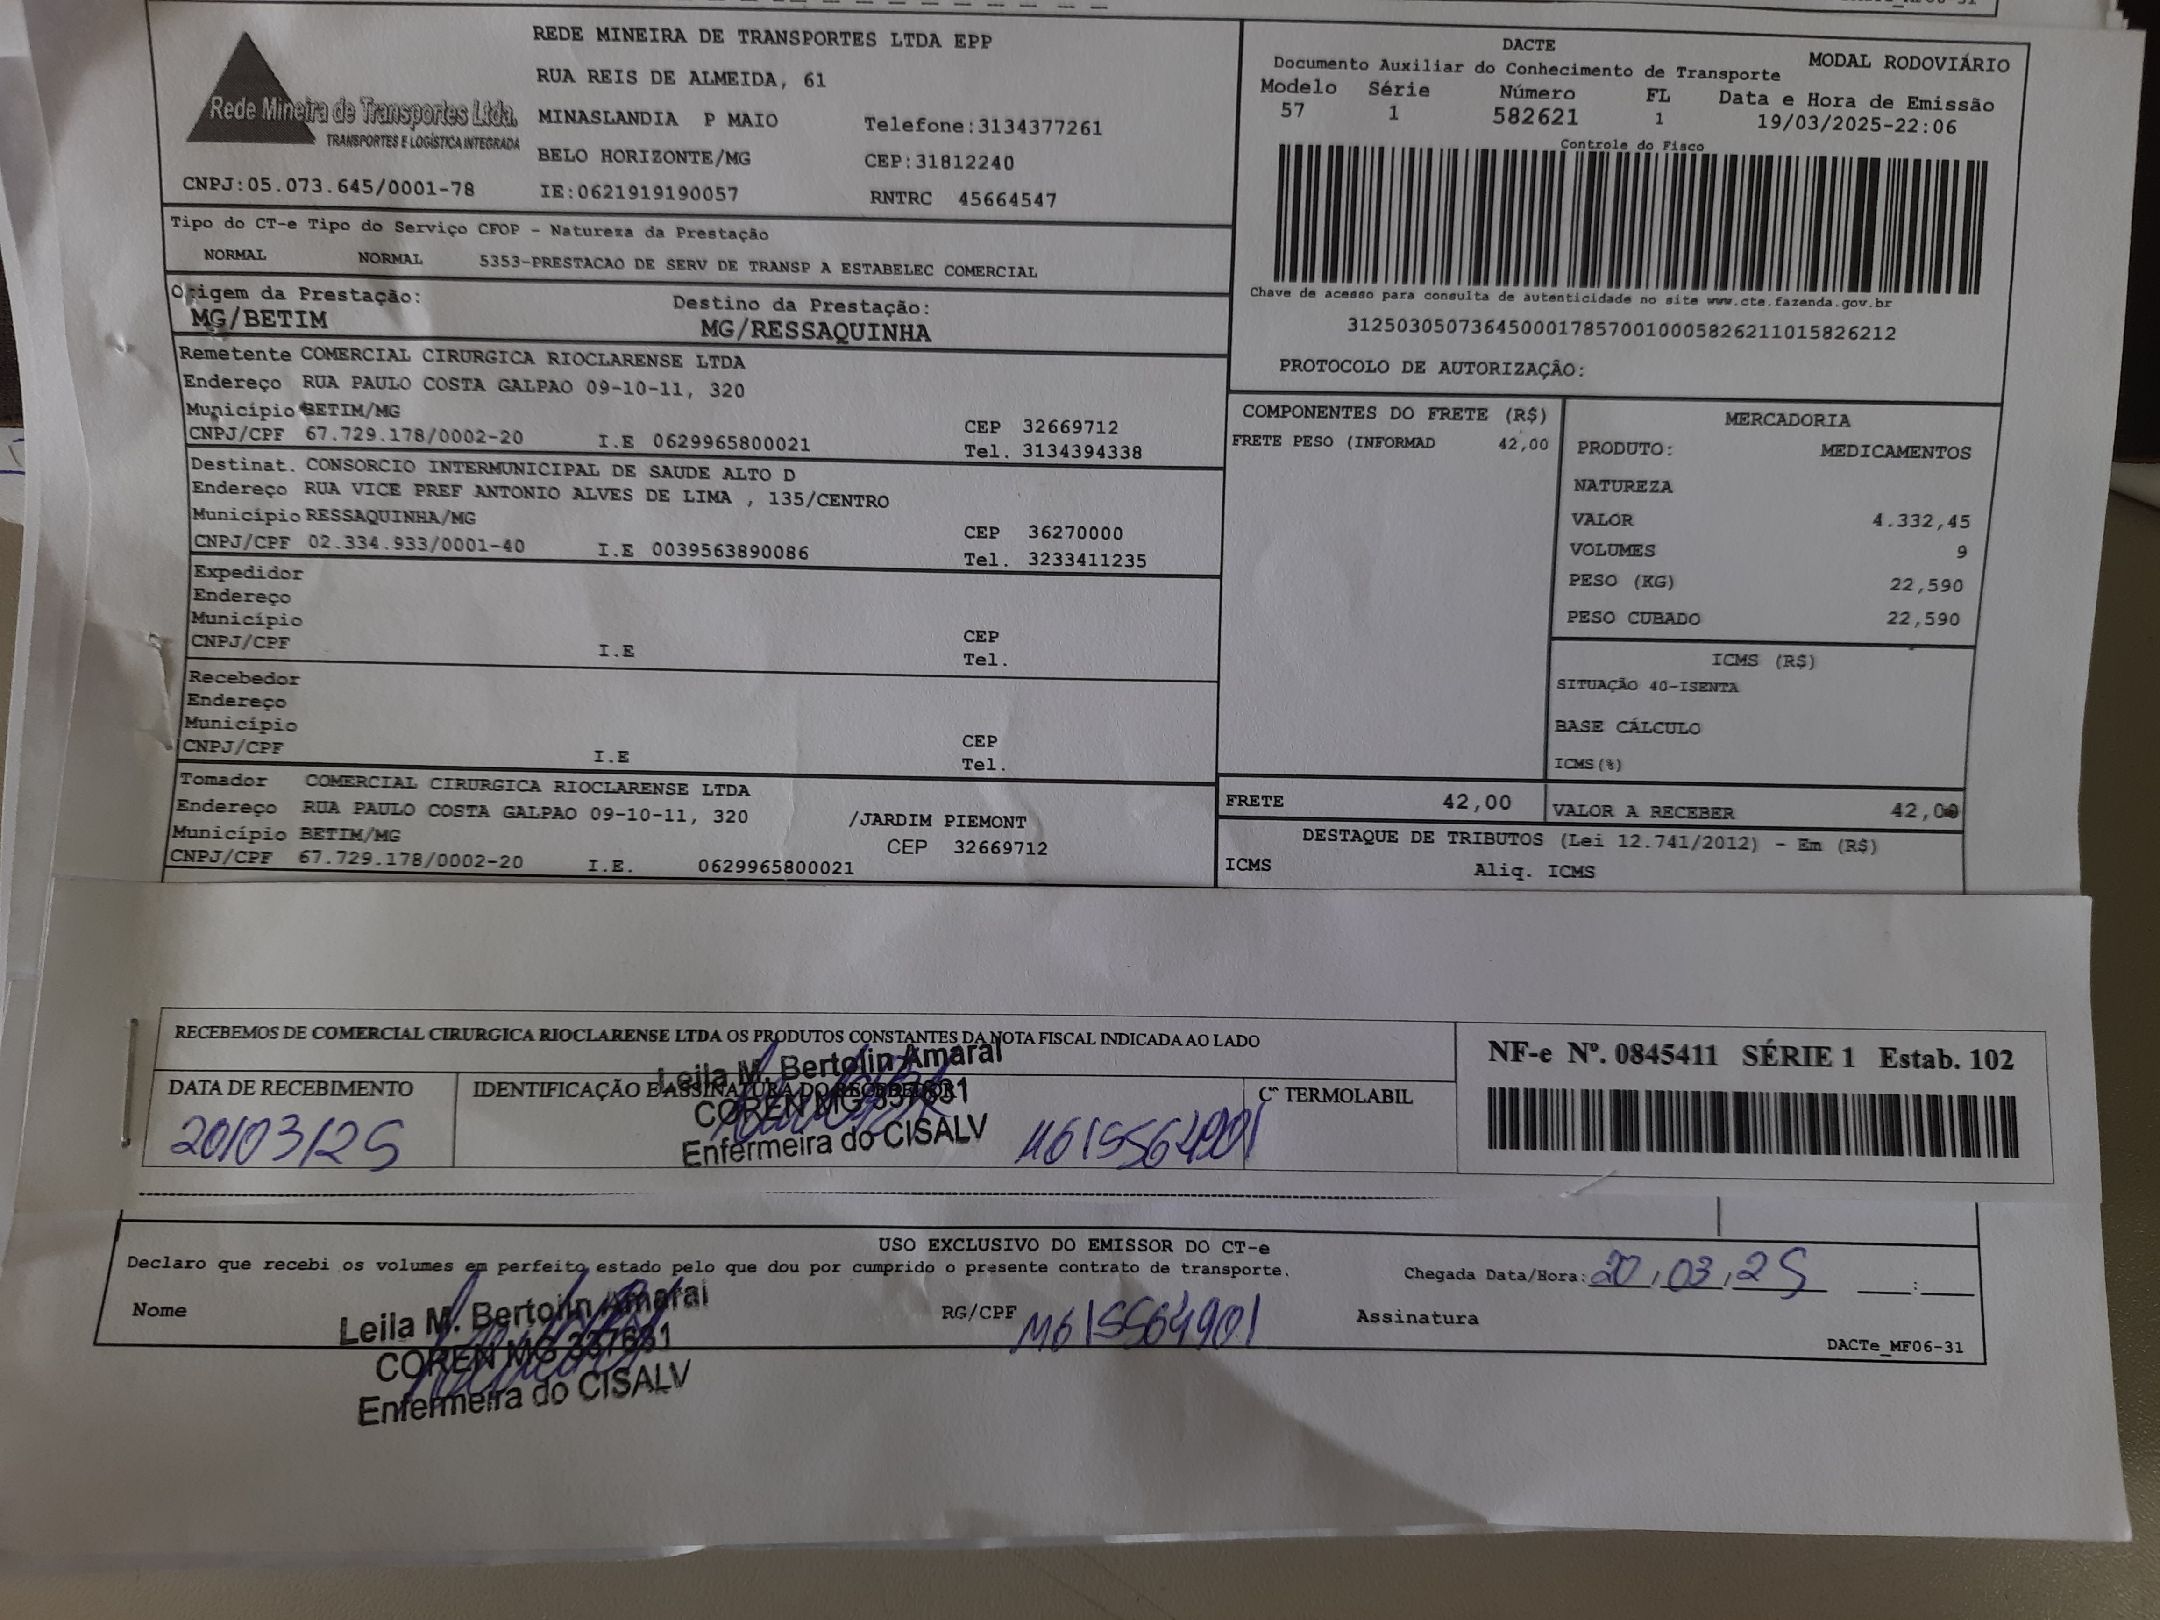 REDE MINEIRA DE TRANSPORTES LTDA EPP
RUA REIS DE ALMEIDA, 61
Rede Mineira de Transportes Ltda.
TRANSPORTES E LOGÍSTICA INTEGRADA
MINASLANDIA P MAIO Telefone:3134377261
BELO HORIZONTE/MG CEP:31812240
CNPJ:05.073.645/0001-78 IE:0621919190057 RNTRC 45664547
DACTE
Documento Auxiliar do Conhecimento de Transporte MODAL RODOVIÁRIO
Modelo Série Número FL Data e Hora de Emissão
57 1 582621 1 19/03/2025-22:06
Controle do Fisco
Chave de acesso para consulta de autenticidade no site www.cte.fazenda.gov.br
31250305073645000178570010005826211015826212
PROTOCOLO DE AUTORIZAÇÃO:
Tipo do CT-e Tipo do Serviço CFOP - Natureza da Prestação
NORMAL NORMAL 5353-PRESTACAO DE SERV DE TRANSP A ESTABELEC COMERCIAL
Origem da Prestação: Destino da Prestação:
MG/BETIM MG/RESSAQUINHA
Remetente COMERCIAL CIRURGICA RIOCLARENSE LTDA
Endereço RUA PAULO COSTA GALPAO 09-10-11, 320
Município BETIM/MG CEP 32669712
CNPJ/CPF 67.729.178/0002-20 I.E 0629965800021 Tel. 3134394338
Destinat. CONSORCIO INTERMUNICIPAL DE SAUDE ALTO D
Endereço RUA VICE PREF ANTONIO ALVES DE LIMA , 135/CENTRO
Município RESSAQUINHA/MG CEP 36270000
CNPJ/CPF 02.334.933/0001-40 I.E 0039563890086 Tel. 3233411235
Expedidor
Endereço
Município CEP
CNPJ/CPF I.E Tel.
Recebedor
Endereço
Município CEP
CNPJ/CPF I.E Tel.
Tomador COMERCIAL CIRURGICA RIOCLARENSE LTDA
Endereço RUA PAULO COSTA GALPAO 09-10-11, 320 /JARDIM PIEMONT
Município BETIM/MG CEP 32669712
CNPJ/CPF 67.729.178/0002-20 I.E. 0629965800021
COMPONENTES DO FRETE (R$)
FRETE PESO (INFORMAD 42,00
MERCADORIA
PRODUTO: MEDICAMENTOS
NATUREZA
VALOR 4.332,45
VOLUMES 9
PESO (KG) 22,590
PESO CUBADO 22,590
ICMS (R$)
SITUAÇÃO 40-ISENTA
BASE CÁLCULO
ICMS(%)
FRETE 42,00 VALOR A RECEBER 42,00
DESTAQUE DE TRIBUTOS (Lei 12.741/2012) - Em (R$)
ICMS Aliq. ICMS
RECEBEMOS DE COMERCIAL CIRURGICA RIOCLARENSE LTDA OS PRODUTOS CONSTANTES DA NOTA FISCAL INDICADA AO LADO
DATA DE RECEBIMENTO IDENTIFICAÇÃO E ASSINATURA DO RECEBEDOR Cº TERMOLABIL
20/03/25 MG15564901
Leila M. Bertolin Amaral
COREN MG 357631
Enfermeira do CISALV
NF-e Nº. 0845411 SÉRIE 1 Estab. 102
USO EXCLUSIVO DO EMISSOR DO CT-e
Declaro que recebi os volumes em perfeito estado pelo que dou por cumprido o presente contrato de transporte. Chegada Data/Hora: 20,03,25 :
Nome RG/CPF MG15564901 Assinatura
Leila M. Bertolin Amaral
COREN MG 357631
Enfermeira do CISALV
DACTe_MF06-31